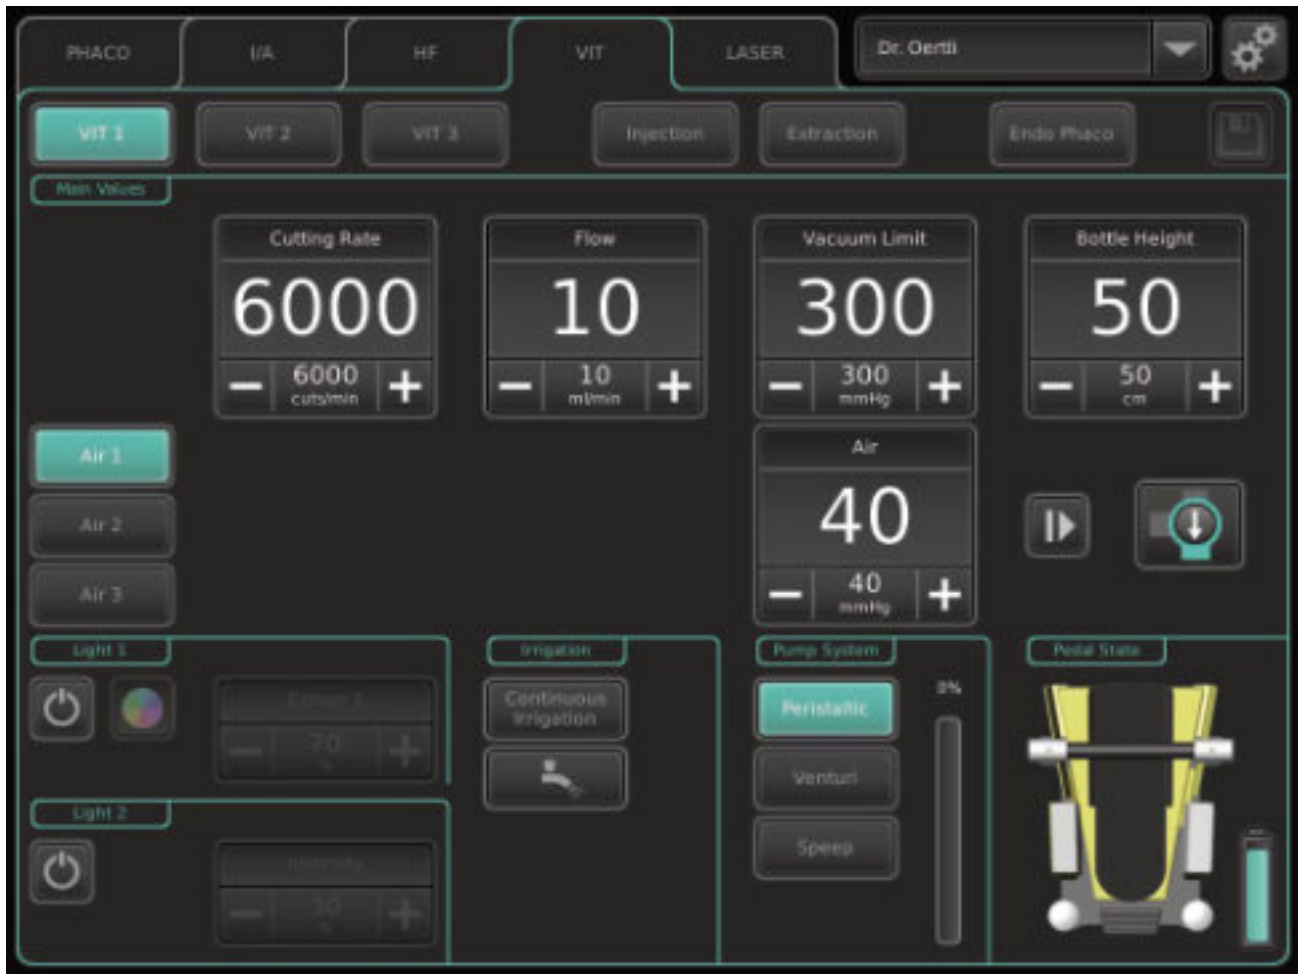 PHACO
I/A
HF
VIT
LASER
Dr. Oertli
VIT 1
VIT 2
VIT 3
Injection
Extraction
Endo Phaco
Main Values
Cutting Rate
Flow
Vacuum Limit
Bottle Height
6000
10
300
50
6000
cuts/min
10
ml/min
300
mmHg
50
cm
Air 1
Air 2
Air 3
Air
40
40
mmHg
Light 1
70
%
Light 2
Intensity
30
%
Irrigation
Continuous
Irrigation
Pump System
0%
Peristaltic
Venturi
Speep
Pedal State